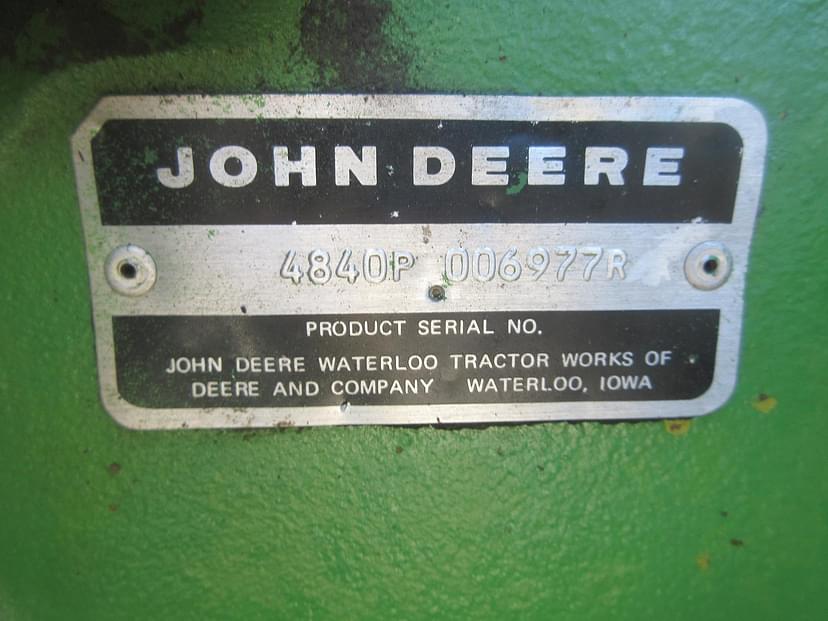 JOHN DEERE
4840P 006977R
PRODUCT SERIAL NO.
JOHN DEERE WATERLOO TRACTOR WORKS OF
DEERE AND COMPANY WATERLOO, IOWA